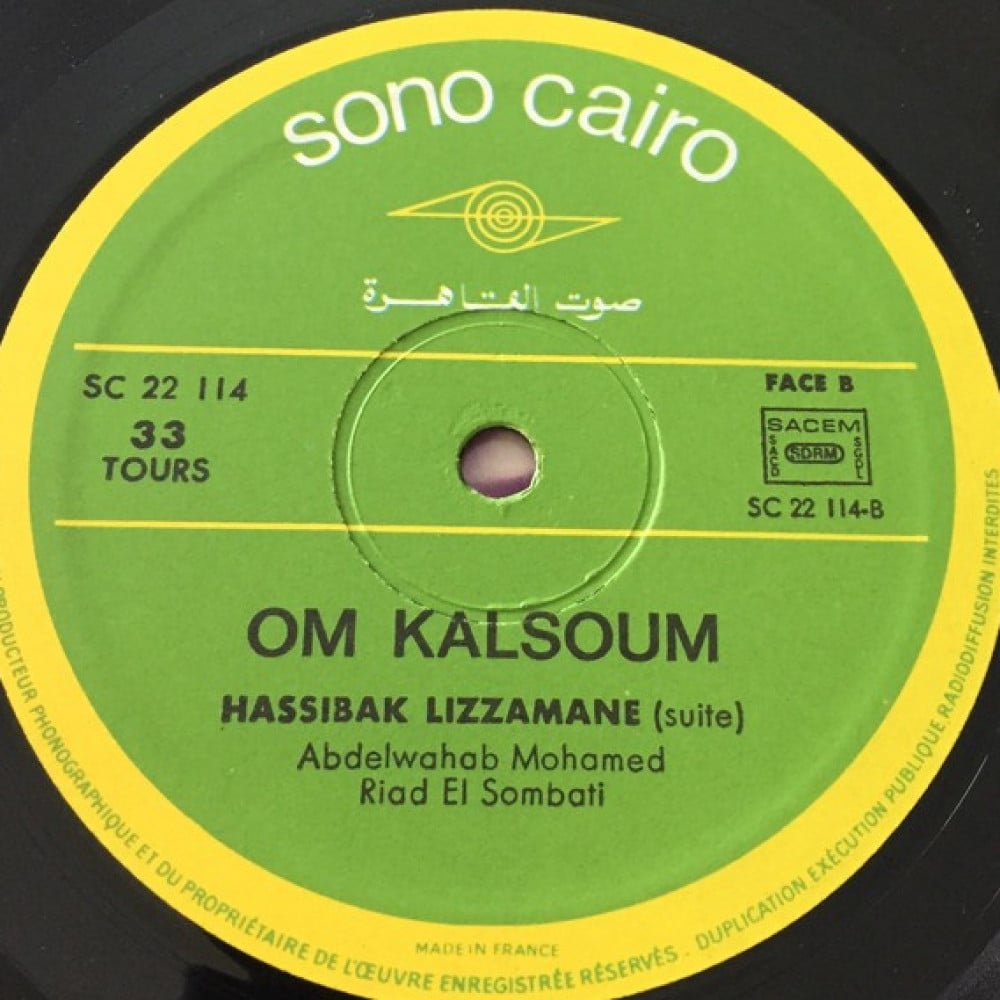 sono cairo
صوت القاهرة
SC 22 114
33
TOURS
FACE B
SACEM
SACD
SDRM
SGDL
SC 22 114-B
OM KALSOUM
HASSIBAK LIZZAMANE (suite)
Abdelwahab Mohamed
Riad El Sombati
MADE IN FRANCE
PRODUCTEUR PHONOGRAPHIQUE ET DU PROPRIÉTAIRE DE L'ŒUVRE ENREGISTRÉE RÉSERVÉS. DUPLICATION EXÉCUTION PUBLIQUE RADIODIFFUSION INTERDITES